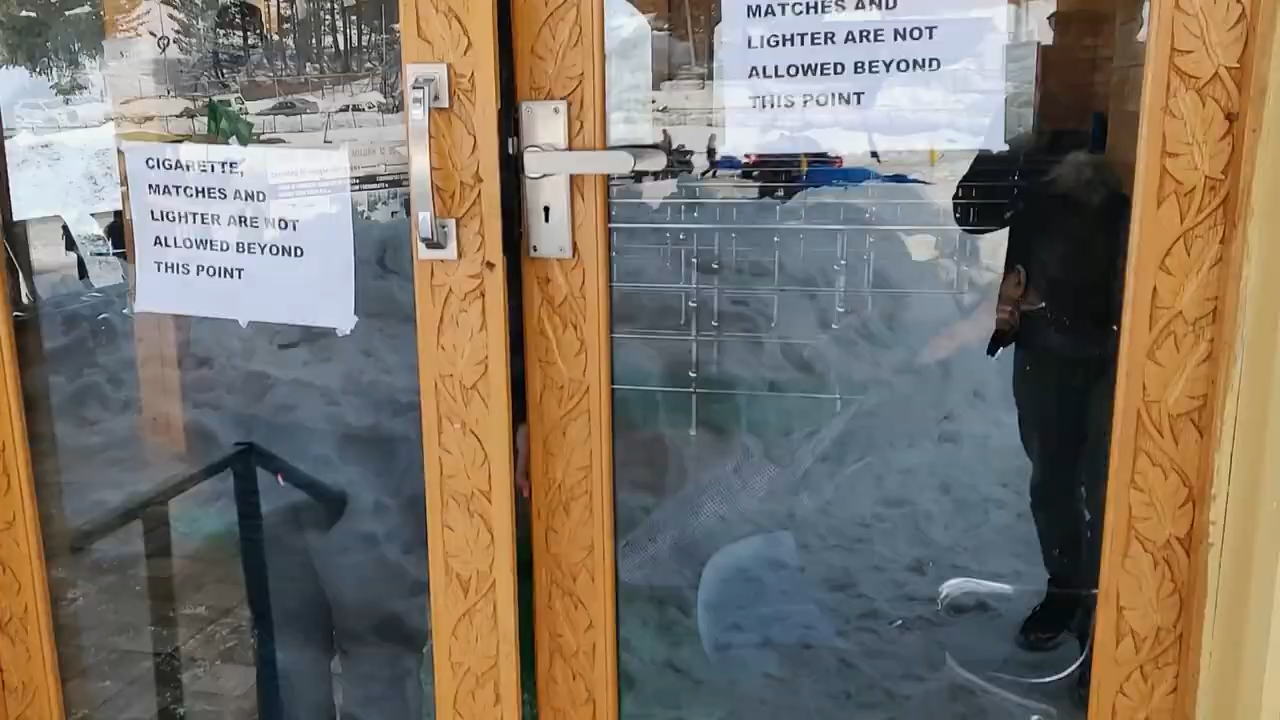 CIGARETTE,
MATCHES AND
LIGHTER ARE NOT
ALLOWED BEYOND
THIS POINT
MATCHES AND
LIGHTER ARE NOT
ALLOWED BEYOND
THIS POINT